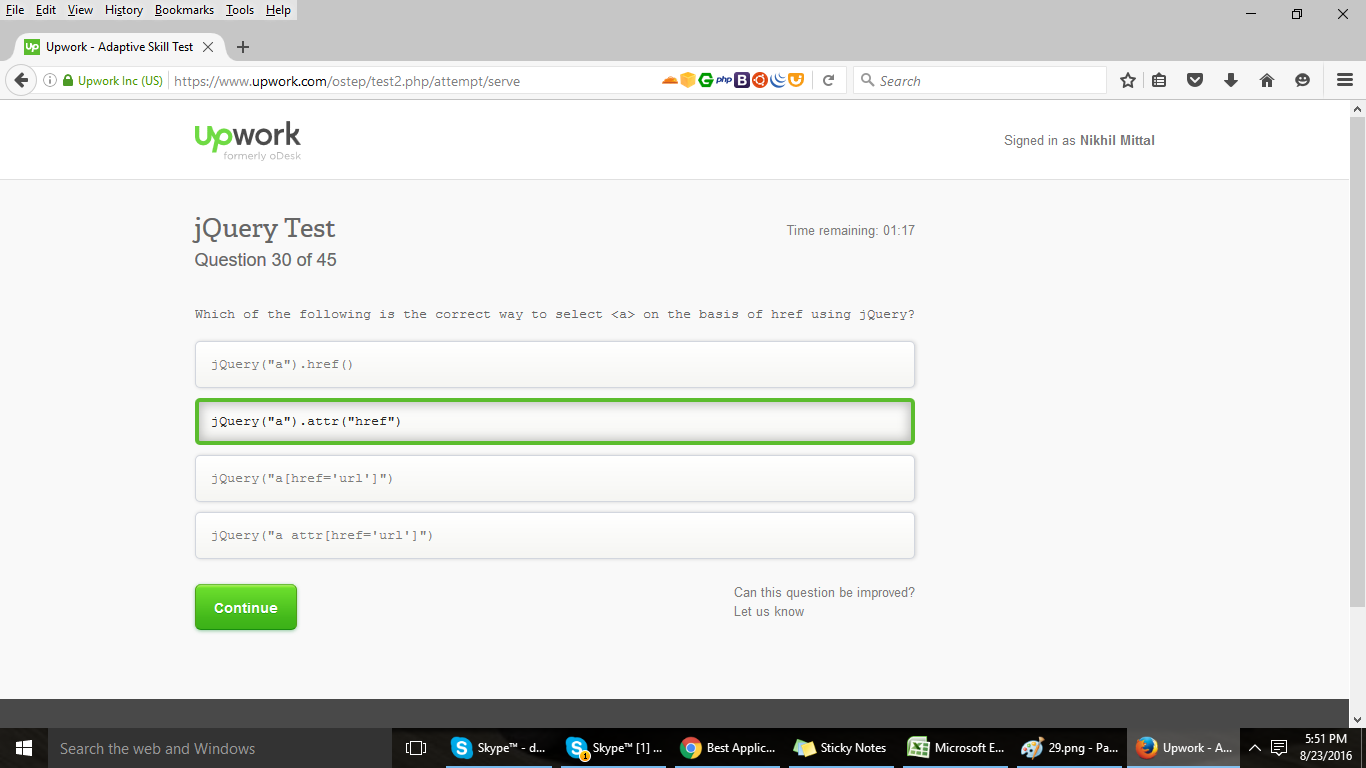 File Edit View History Bookmarks Tools Help
Up Upwork - Adaptive Skill Test
Upwork Inc (US) https://www.upwork.com/ostep/test2.php/attempt/serve php B Search
upwork
formerly oDesk
Signed in as Nikhil Mittal
jQuery Test
Time remaining: 01:17
Question 30 of 45
Which of the following is the correct way to select <a> on the basis of href using jQuery?
jQuery("a").href()
jQuery("a").attr("href")
jQuery("a[href='url']")
jQuery("a attr[href='url']")
Continue
Can this question be improved?
Let us know
Search the web and Windows
Skype™ - d...
Skype™ [1] ...
Best Applic...
Sticky Notes
Microsoft E...
29.png - Pa...
Upwork - A...
5:51 PM
8/23/2016